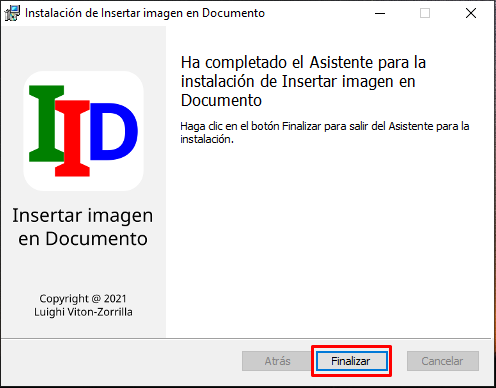 Instalación de Insertar imagen en Documento
Ha completado el Asistente para la
instalación de Insertar imagen en
Documento
Haga clic en el botón Finalizar para salir del Asistente para la
instalación.
IID
Insertar imagen
en Documento
Copyright @ 2021
Luighi Viton-Zorrilla
Atrás
Finalizar
Cancelar